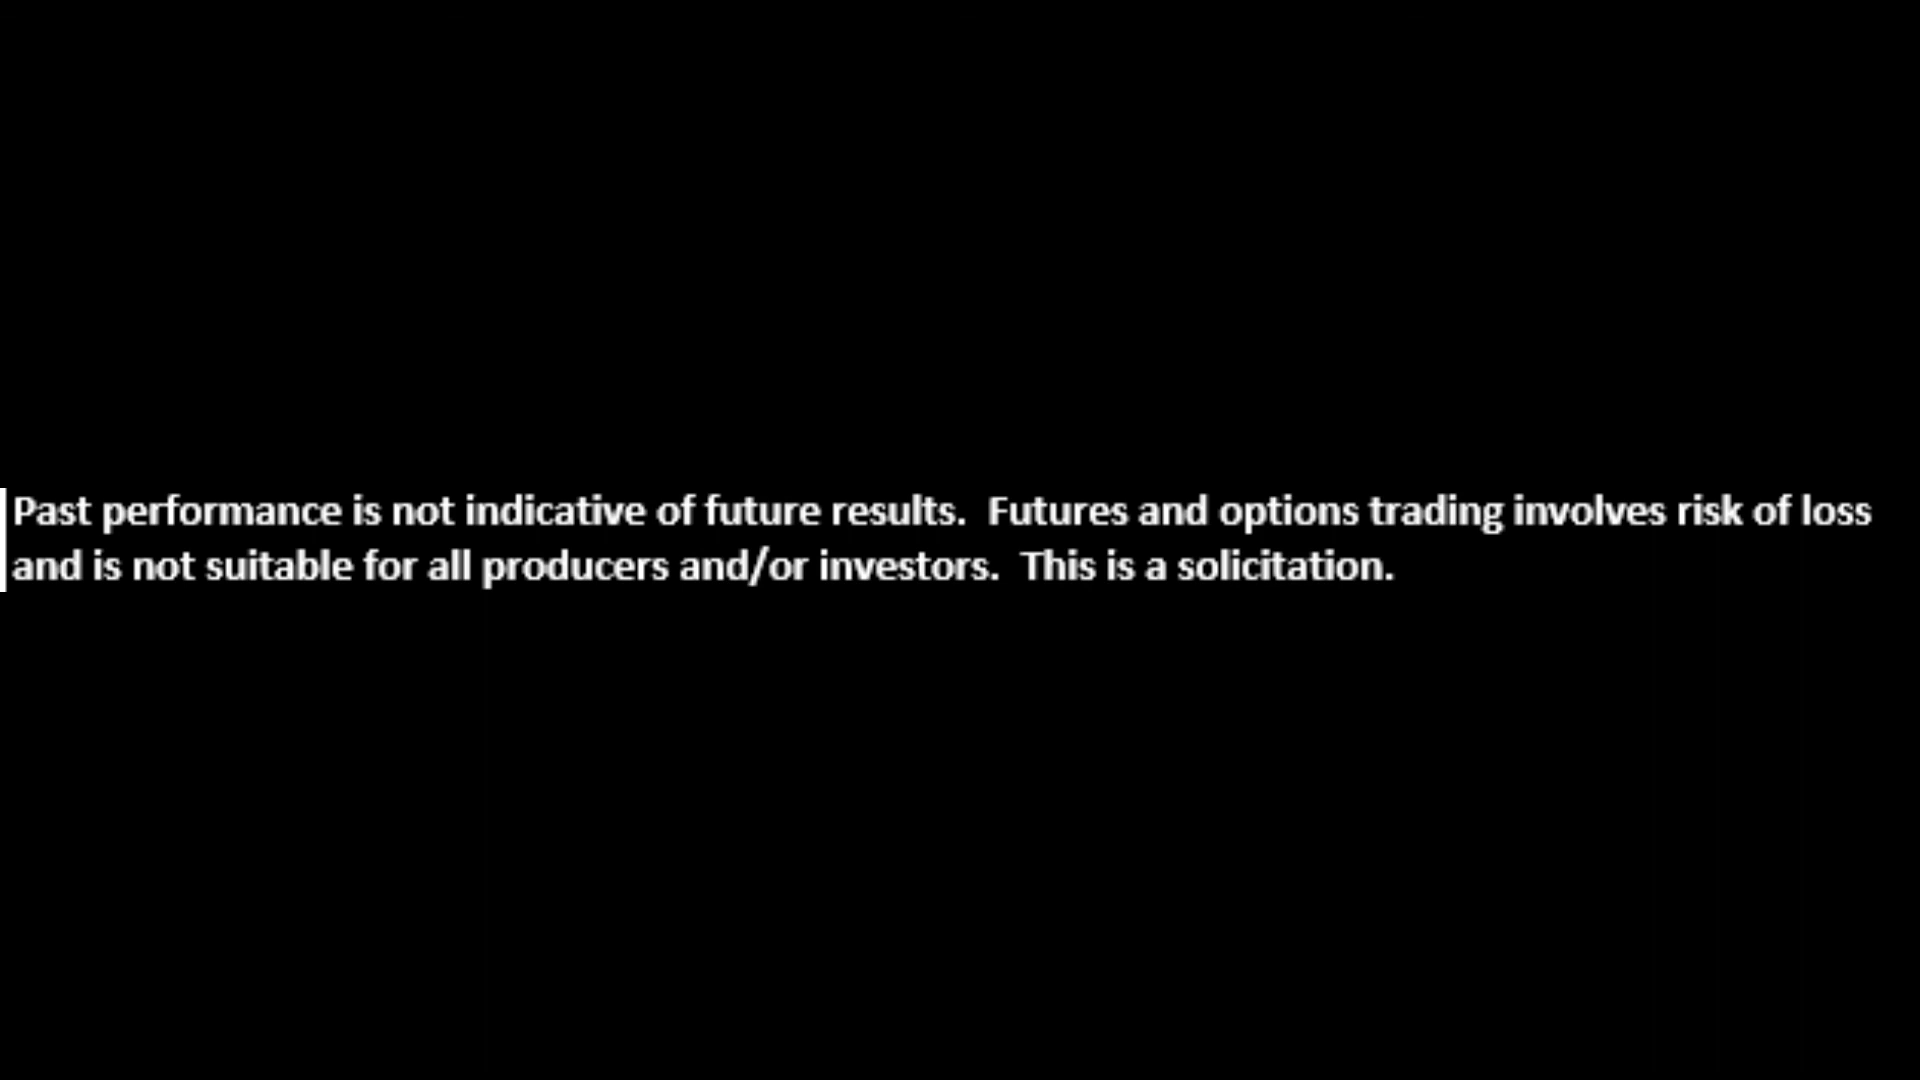 Past performance is not indicative of future results.  Futures and options trading involves risk of loss
and is not suitable for all producers and/or investors.  This is a solicitation.